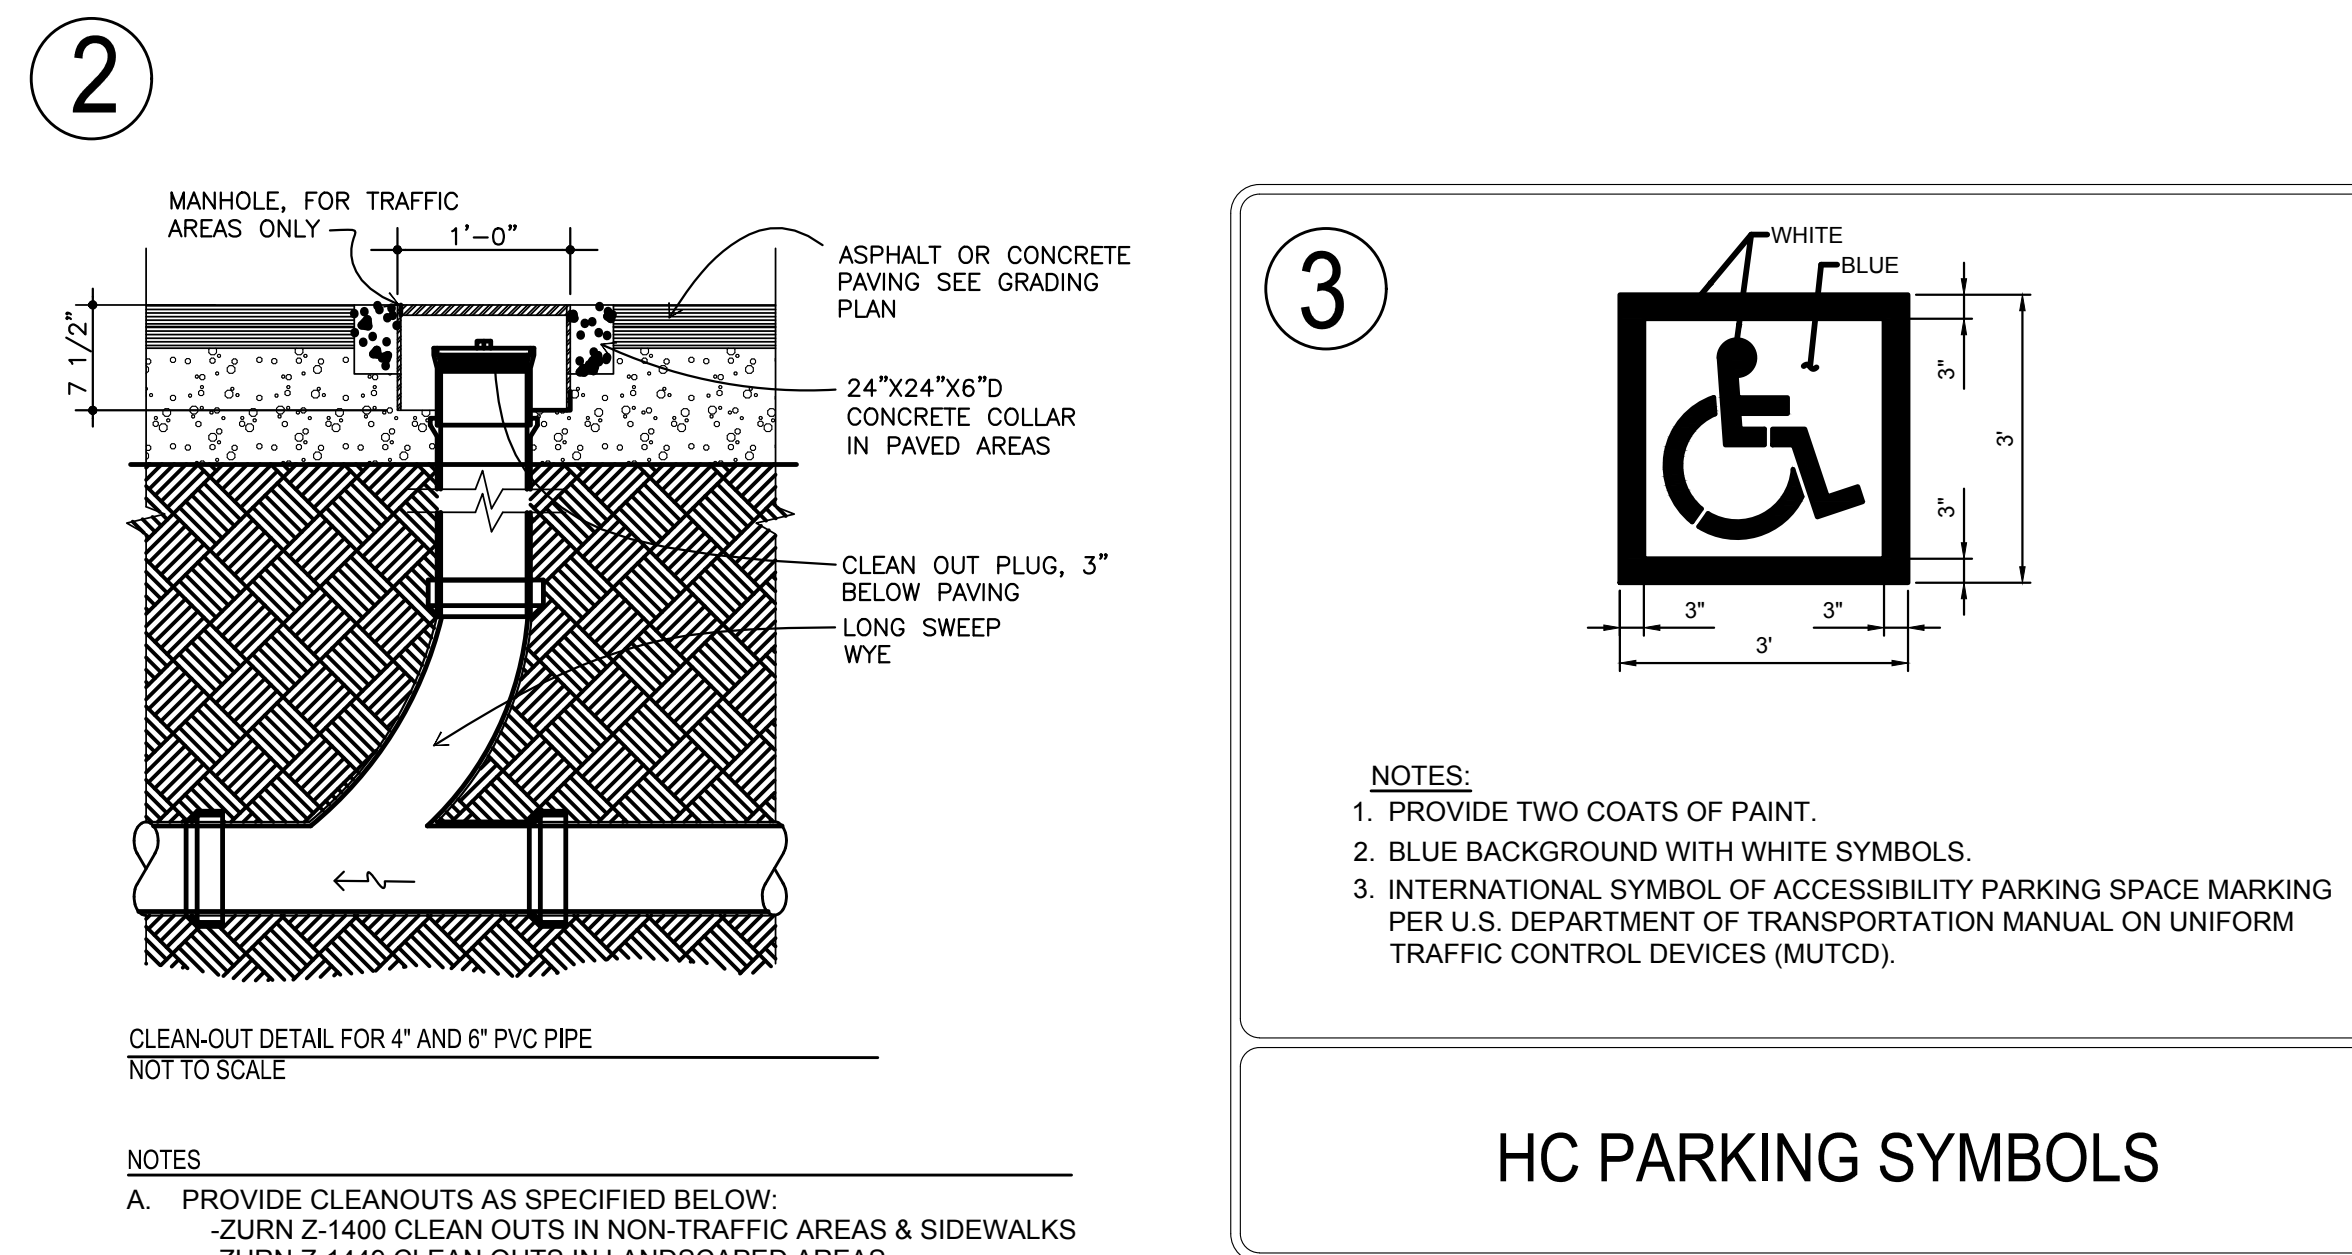 2
MANHOLE, FOR TRAFFIC
AREAS ONLY
1'-0"
7 1/2"
ASPHALT OR CONCRETE
PAVING SEE GRADING
PLAN
24"X24"X6"D
CONCRETE COLLAR
IN PAVED AREAS
CLEAN OUT PLUG, 3"
BELOW PAVING
LONG SWEEP
WYE
CLEAN-OUT DETAIL FOR 4" AND 6" PVC PIPE
NOT TO SCALE
NOTES
A. PROVIDE CLEANOUTS AS SPECIFIED BELOW:
-ZURN Z-1400 CLEAN OUTS IN NON-TRAFFIC AREAS & SIDEWALKS
CLEAN OUTS IN LANDSCAPED AREAS
3
WHITE
BLUE
3"
3'
3"
3"
3"
3'
NOTES:
1. PROVIDE TWO COATS OF PAINT.
2. BLUE BACKGROUND WITH WHITE SYMBOLS.
3. INTERNATIONAL SYMBOL OF ACCESSIBILITY PARKING SPACE MARKING
PER U.S. DEPARTMENT OF TRANSPORTATION MANUAL ON UNIFORM
TRAFFIC CONTROL DEVICES (MUTCD).
HC PARKING SYMBOLS